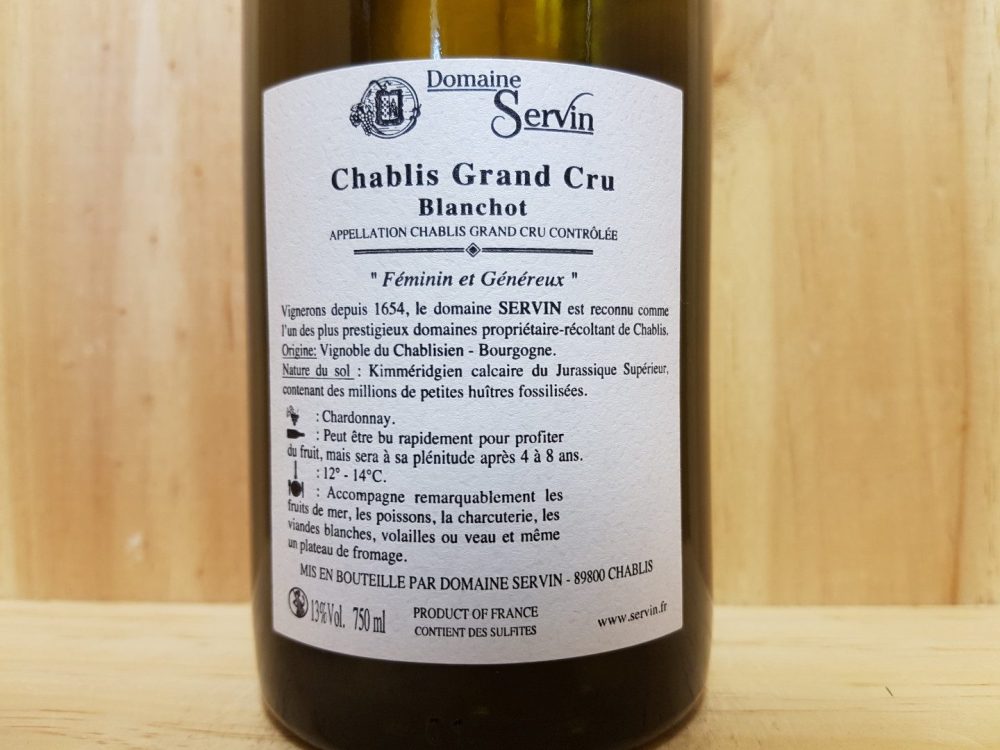 Domaine
Servin
Chablis Grand Cru
Blanchot
APPELLATION CHABLIS GRAND CRU CONTRÔLÉE
" Féminin et Généreux "
Vignerons depuis 1654, le domaine SERVIN est reconnu comme
l'un des plus prestigieux domaines propriétaire-récoltant de Chablis.
Origine: Vignoble du Chablisien - Bourgogne.
Nature du sol : Kimméridgien calcaire du Jurassique Supérieur,
contenant des millions de petites huîtres fossilisées.
: Chardonnay.
: Peut être bu rapidement pour profiter
du fruit, mais sera à sa plénitude après 4 à 8 ans.
: 12° - 14°C.
: Accompagne remarquablement les
fruits de mer, les poissons, la charcuterie, les
viandes blanches, volailles ou veau et même
un plateau de fromage.
MIS EN BOUTEILLE PAR DOMAINE SERVIN - 89800 CHABLIS
13%Vol. 750 ml
PRODUCT OF FRANCE
CONTIENT DES SULFITES
www.servin.fr